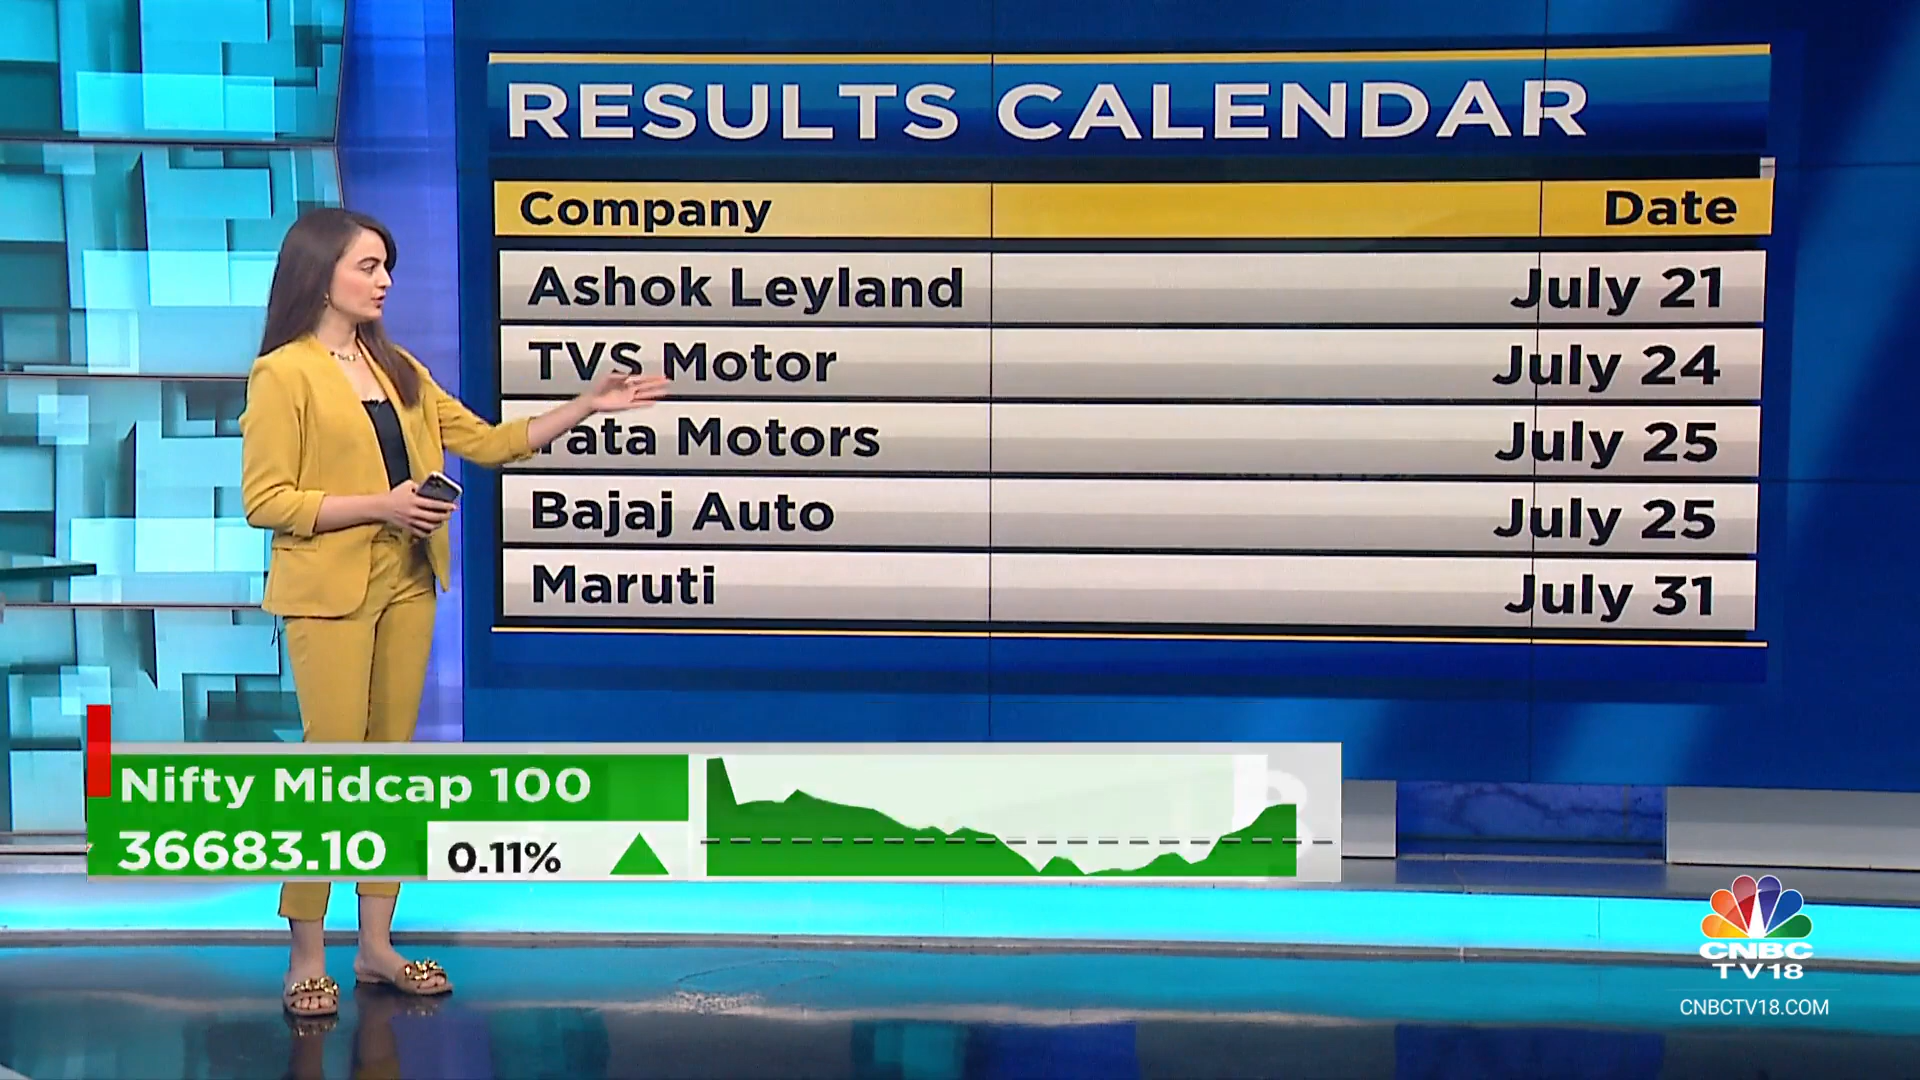 RESULTS CALENDAR
Company Date
Ashok Leyland July 21
TVS Motor July 24
Tata Motors July 25
Bajaj Auto July 25
Maruti July 31
Nifty Midcap 100
36683.10 0.11%
CNBC
TV18
CNBCTV18.COM